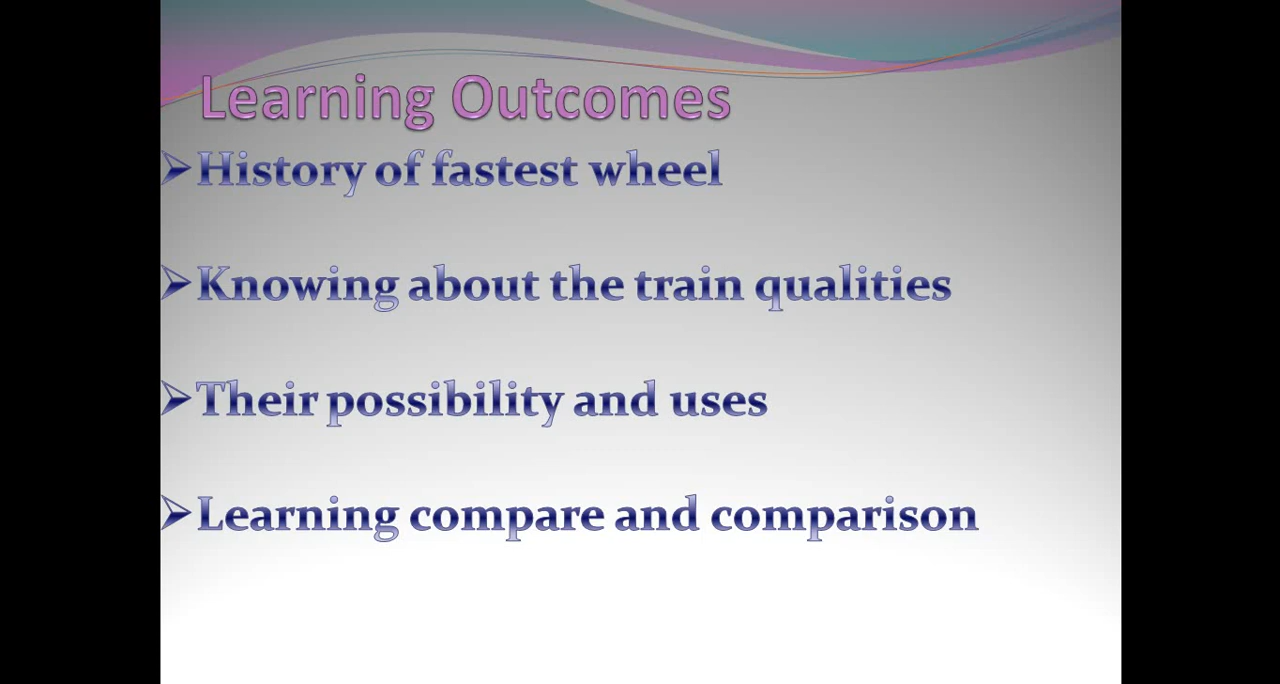 Learning Outcomes
➢History of fastest wheel
➢Knowing about the train qualities
➢Their possibility and uses
➢Learning compare and comparison